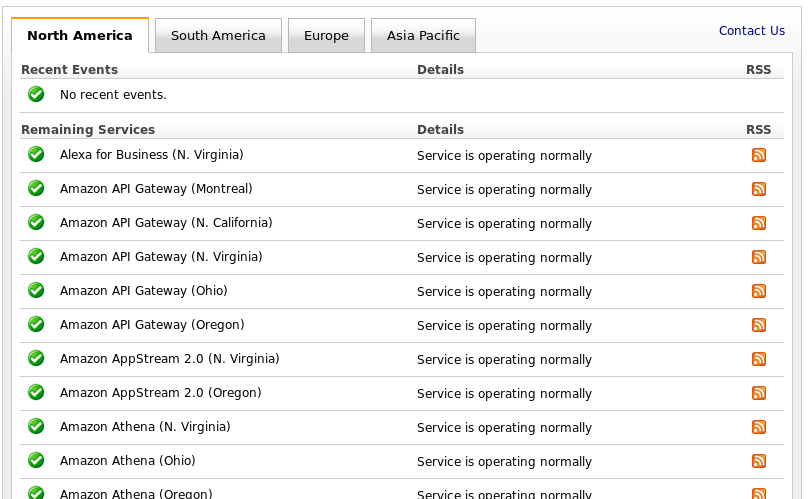 North America South America Europe Asia Pacific Contact Us
Recent Events Details RSS
No recent events.
Remaining Services Details RSS
Alexa for Business (N. Virginia) Service is operating normally
Amazon API Gateway (Montreal) Service is operating normally
Amazon API Gateway (N. California) Service is operating normally
Amazon API Gateway (N. Virginia) Service is operating normally
Amazon API Gateway (Ohio) Service is operating normally
Amazon API Gateway (Oregon) Service is operating normally
Amazon AppStream 2.0 (N. Virginia) Service is operating normally
Amazon AppStream 2.0 (Oregon) Service is operating normally
Amazon Athena (N. Virginia) Service is operating normally
Amazon Athena (Ohio) Service is operating normally
Amazon Athena (Oregon) Service is operating normally